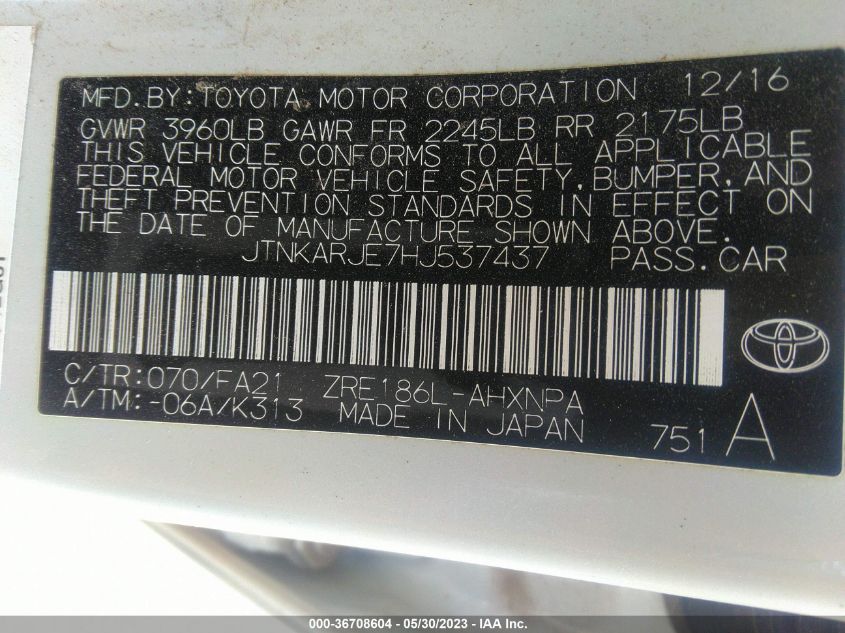 MFD.BY:TOYOTA MOTOR CORPORATION 12/16
GVWR 3960LB GAWR FR 2245LB RR 2175LB
THIS VEHICLE CONFORMS TO ALL APPLICABLE
FEDERAL MOTOR VEHICLE SAFETY,BUMPER,AND
THEFT PREVENTION STANDARDS IN EFFECT ON
THE DATE OF MANUFACTURE SHOWN ABOVE.
JTNKARJE7HJ537437 PASS.CAR
C/TR:070/FA21 ZRE186L-AHXNPA
A/TM:-06A/K313 MADE IN JAPAN 751 A
000-36708604 — 05/30/2023 — IAA Inc.